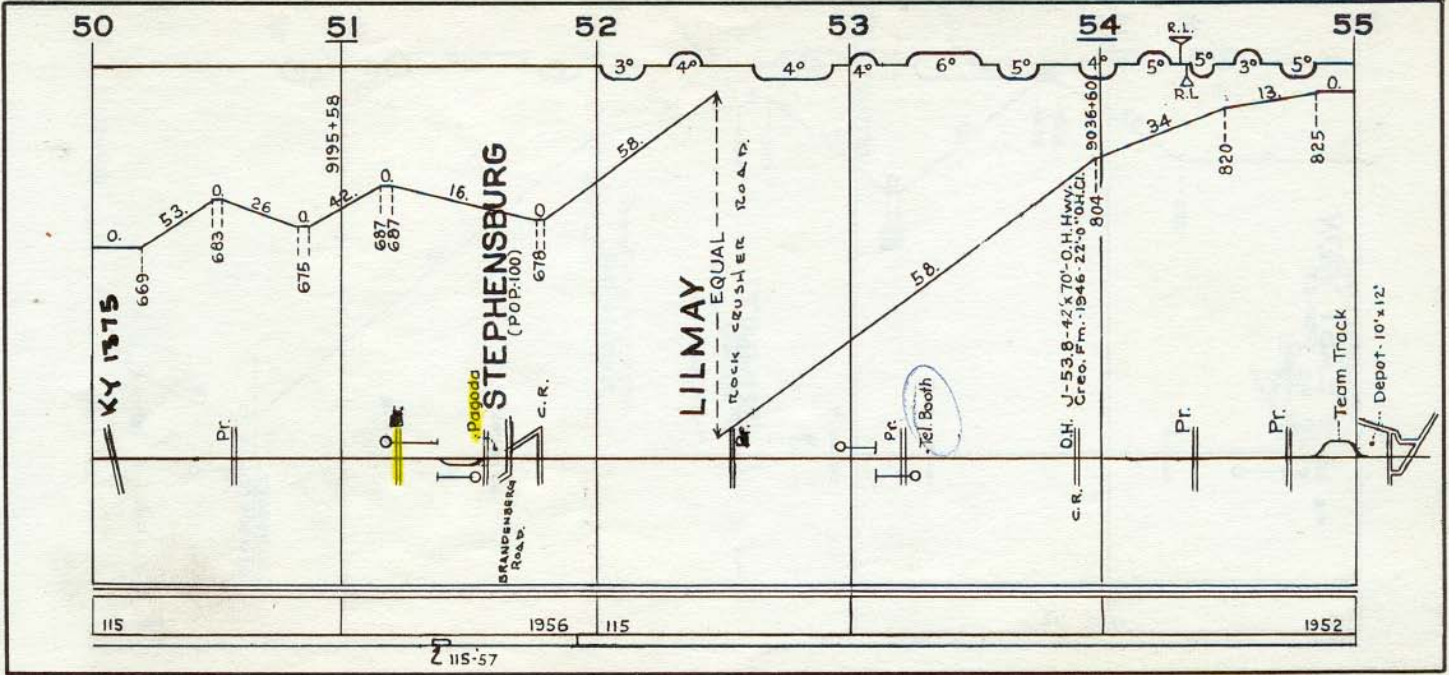 50 51 52 53 54 55
R.L.
3° 4° 4° 4° 6° 5° 4° 5° 5° 3° 5°
R.L
0. 53. 0. 26 0. 42. 0. 16. 0 58. 58. 34 13. 0.
669 683 675 687 687 678 804 820 825
9195+58
9036+60
KY 1375
Pr.
Pagoda
STEPHENSBURG
(POP.100)
BRANDENBERG
ROAD.
C.R.
LILMAY
EQUAL
ROCK CRUSHER ROAD.
Pr.
Tel. Booth
O.H. J-53.8-42'x70'-O.H.Hwy.
Creo. Fm.-1946-22'-0" O.H.Cl.
C.R.
Pr.
Pr.
Team Track
Depot-10'x12'
115 1956 115 1952
2 115-57